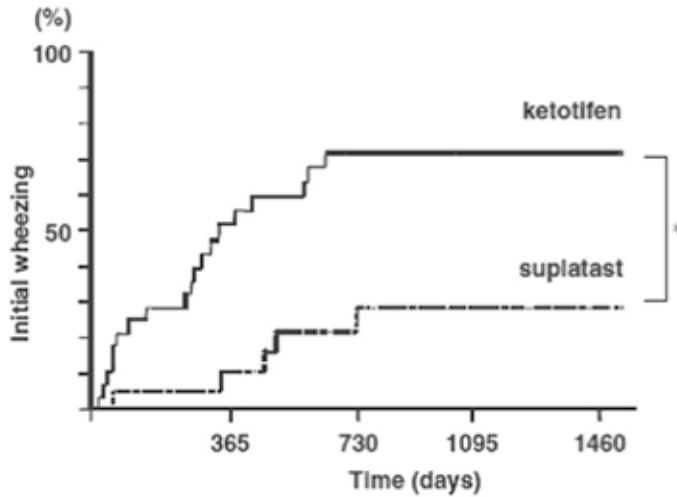 (%)
100
ketotifen
*
50
suplatast
Initial wheezing
365 730 1095 1460
Time (days)